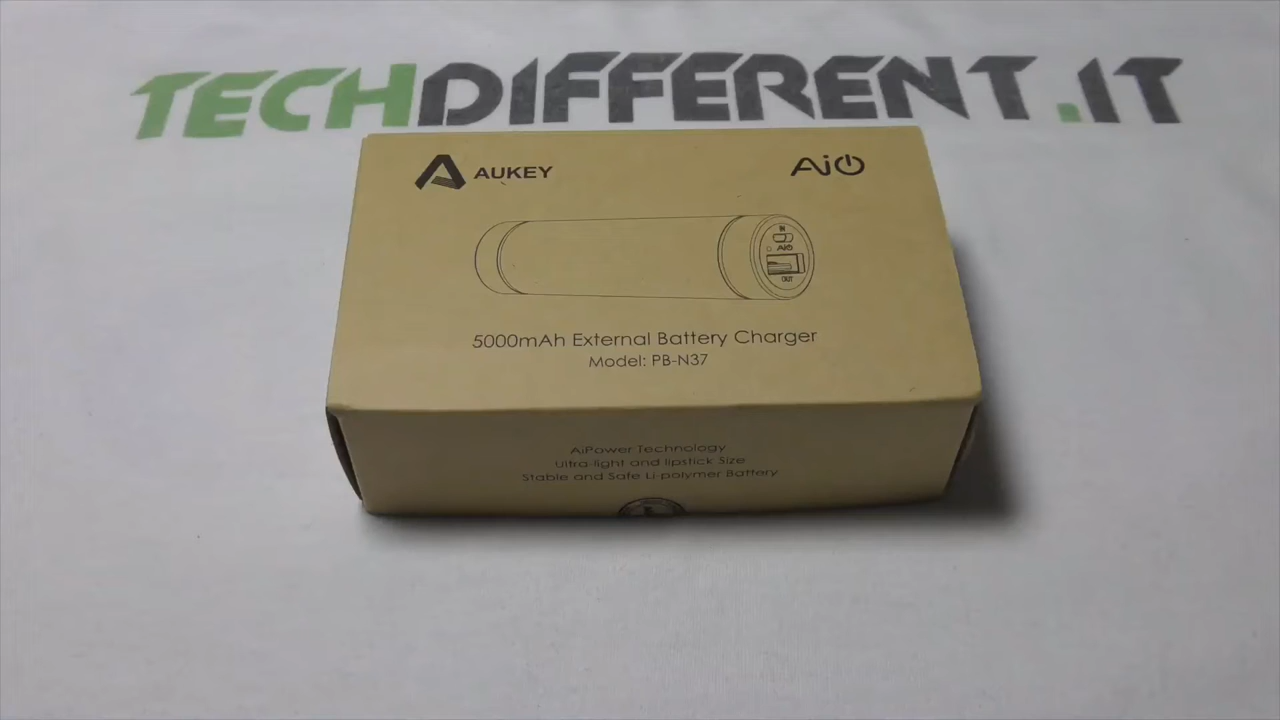 TECHDIFFERENT.IT
AUKEY
Aio
IN
Aio
OUT
5000mAh External Battery Charger
Model: PB-N37
AiPower Technology
Ultra-light and lipstick Size
Stable and Safe Li-polymer Battery